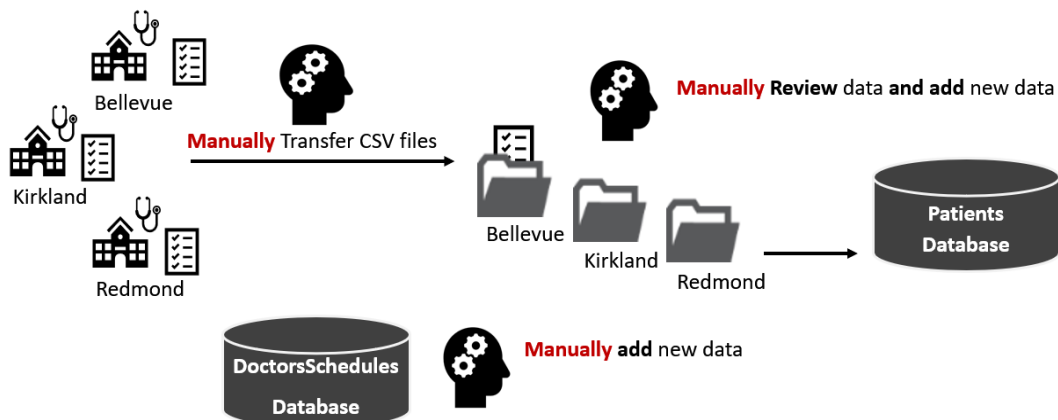 Bellevue
Manually Review data and add new data
Manually Transfer CSV files
Kirkland
Bellevue
Kirkland
Redmond
Patients
Database
Redmond
DoctorsSchedules
Database
Manually add new data